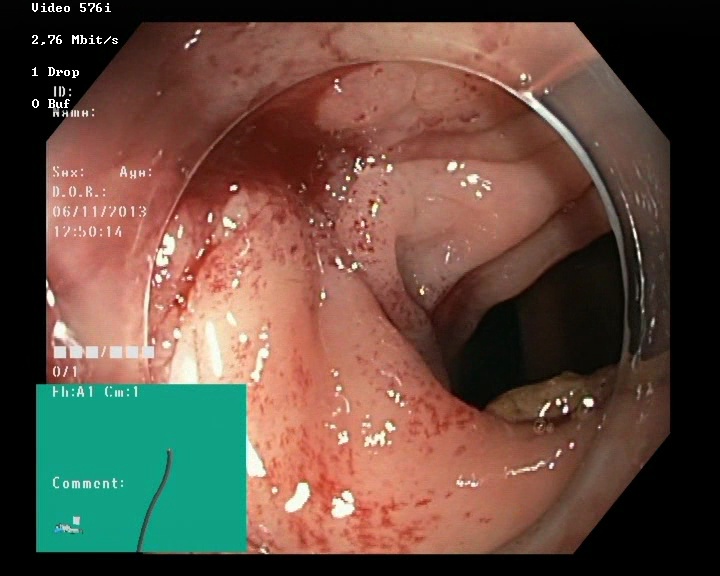 Video 576i
2,76 Mbit/s
1 Drop
ID:
0 Buf
Name:
Sex: Age:
D.O.B.:
06/11/2013
12:50:14
/
0/1
Eh:A1 Cm:1
Comment: